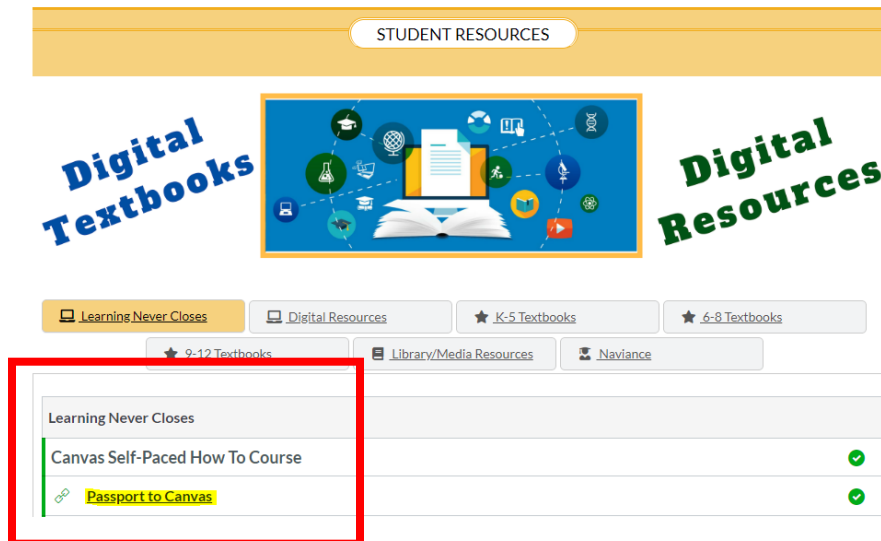 STUDENT RESOURCES
Digital
Textbooks
Digital
Resources
Learning Never Closes
Digital Resources
K-5 Textbooks
6-8 Textbooks
9-12 Textbooks
Library/Media Resources
Naviance
Learning Never Closes
Canvas Self-Paced How To Course
Passport to Canvas